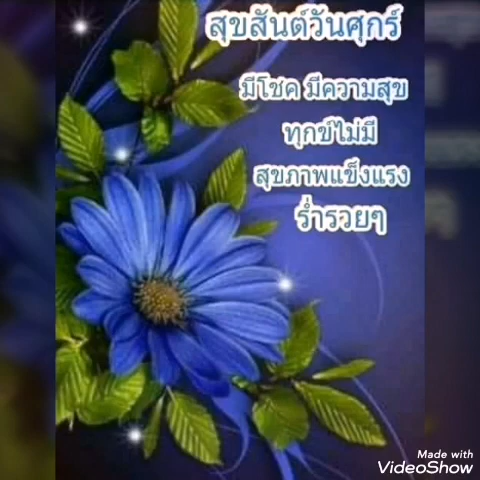 สุขสันต์วันศุกร์
มีโชค มีความสุข
ทุกข์ไม่มี
สุขภาพแข็งแรง
ร่ำรวยๆ
Made with
VideoShow